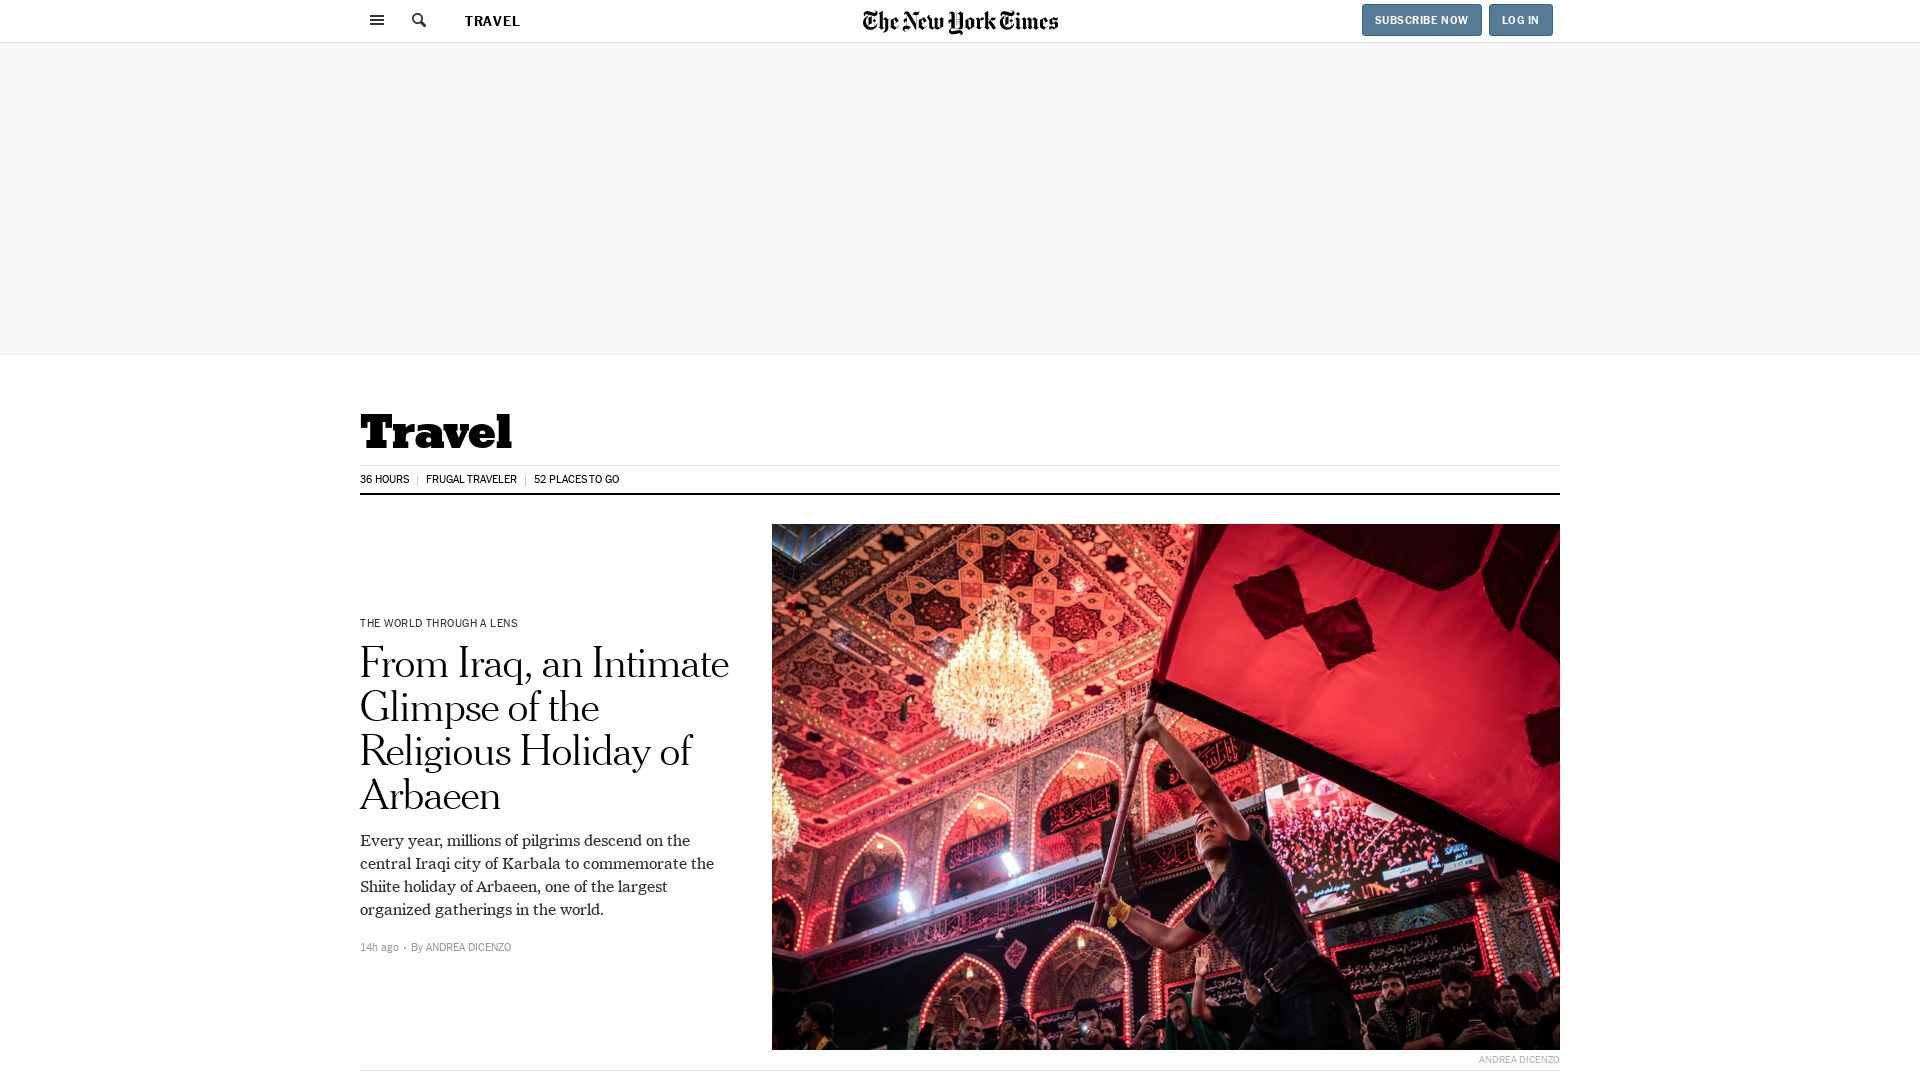 TRAVEL
The New York Times
SUBSCRIBE NOW
LOG IN
Travel
36 HOURS
FRUGAL TRAVELER
52 PLACES TO GO
THE WORLD THROUGH A LENS
From Iraq, an Intimate
Glimpse of the
Religious Holiday of
Arbaeen
Every year, millions of pilgrims descend on the
central Iraqi city of Karbala to commemorate the
Shiite holiday of Arbaeen, one of the largest
organized gatherings in the world.
14h ago · By ANDREA DICENZO
ANDREA DICENZO